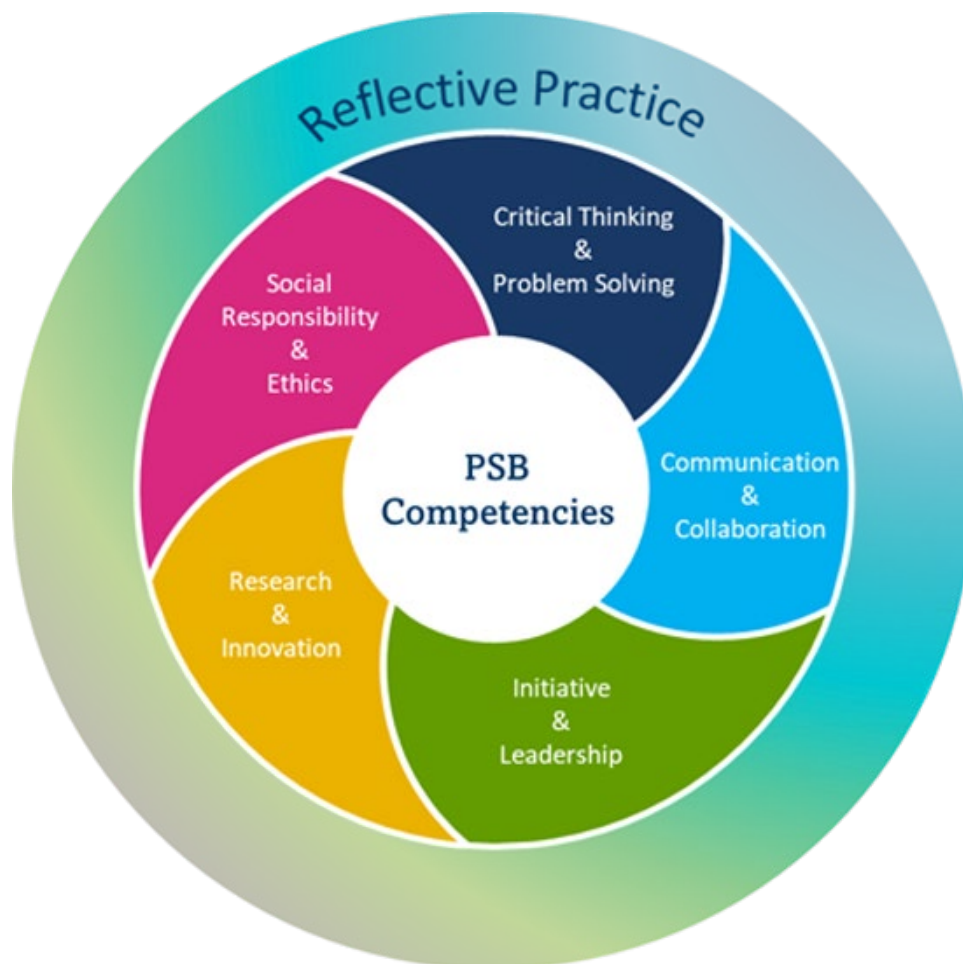 Reflective Practice
Critical Thinking
&
Problem Solving
Social
Responsibility
&
Ethics
PSB
Competencies
Communication
&
Collaboration
Research
&
Innovation
Initiative
&
Leadership